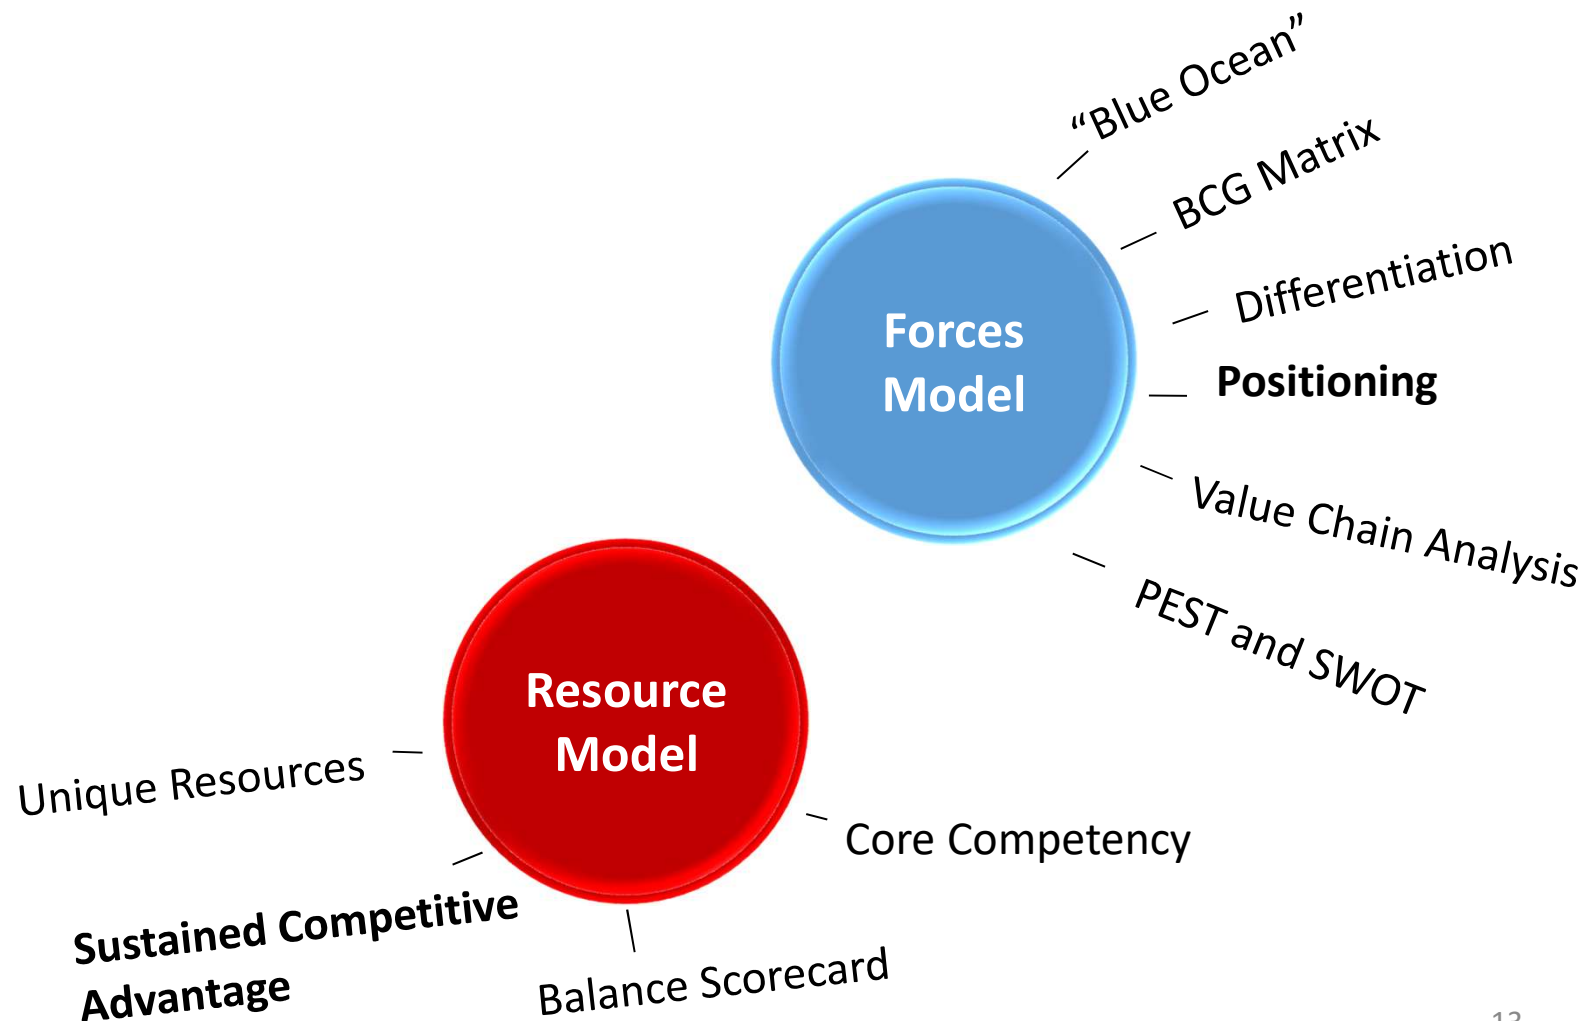 “Blue Ocean”
BCG Matrix
Differentiation
Forces
Model
Positioning
Value Chain Analysis
PEST and SWOT
Resource
Model
Unique Resources
Core Competency
Sustained Competitive
Advantage
Balance Scorecard
13